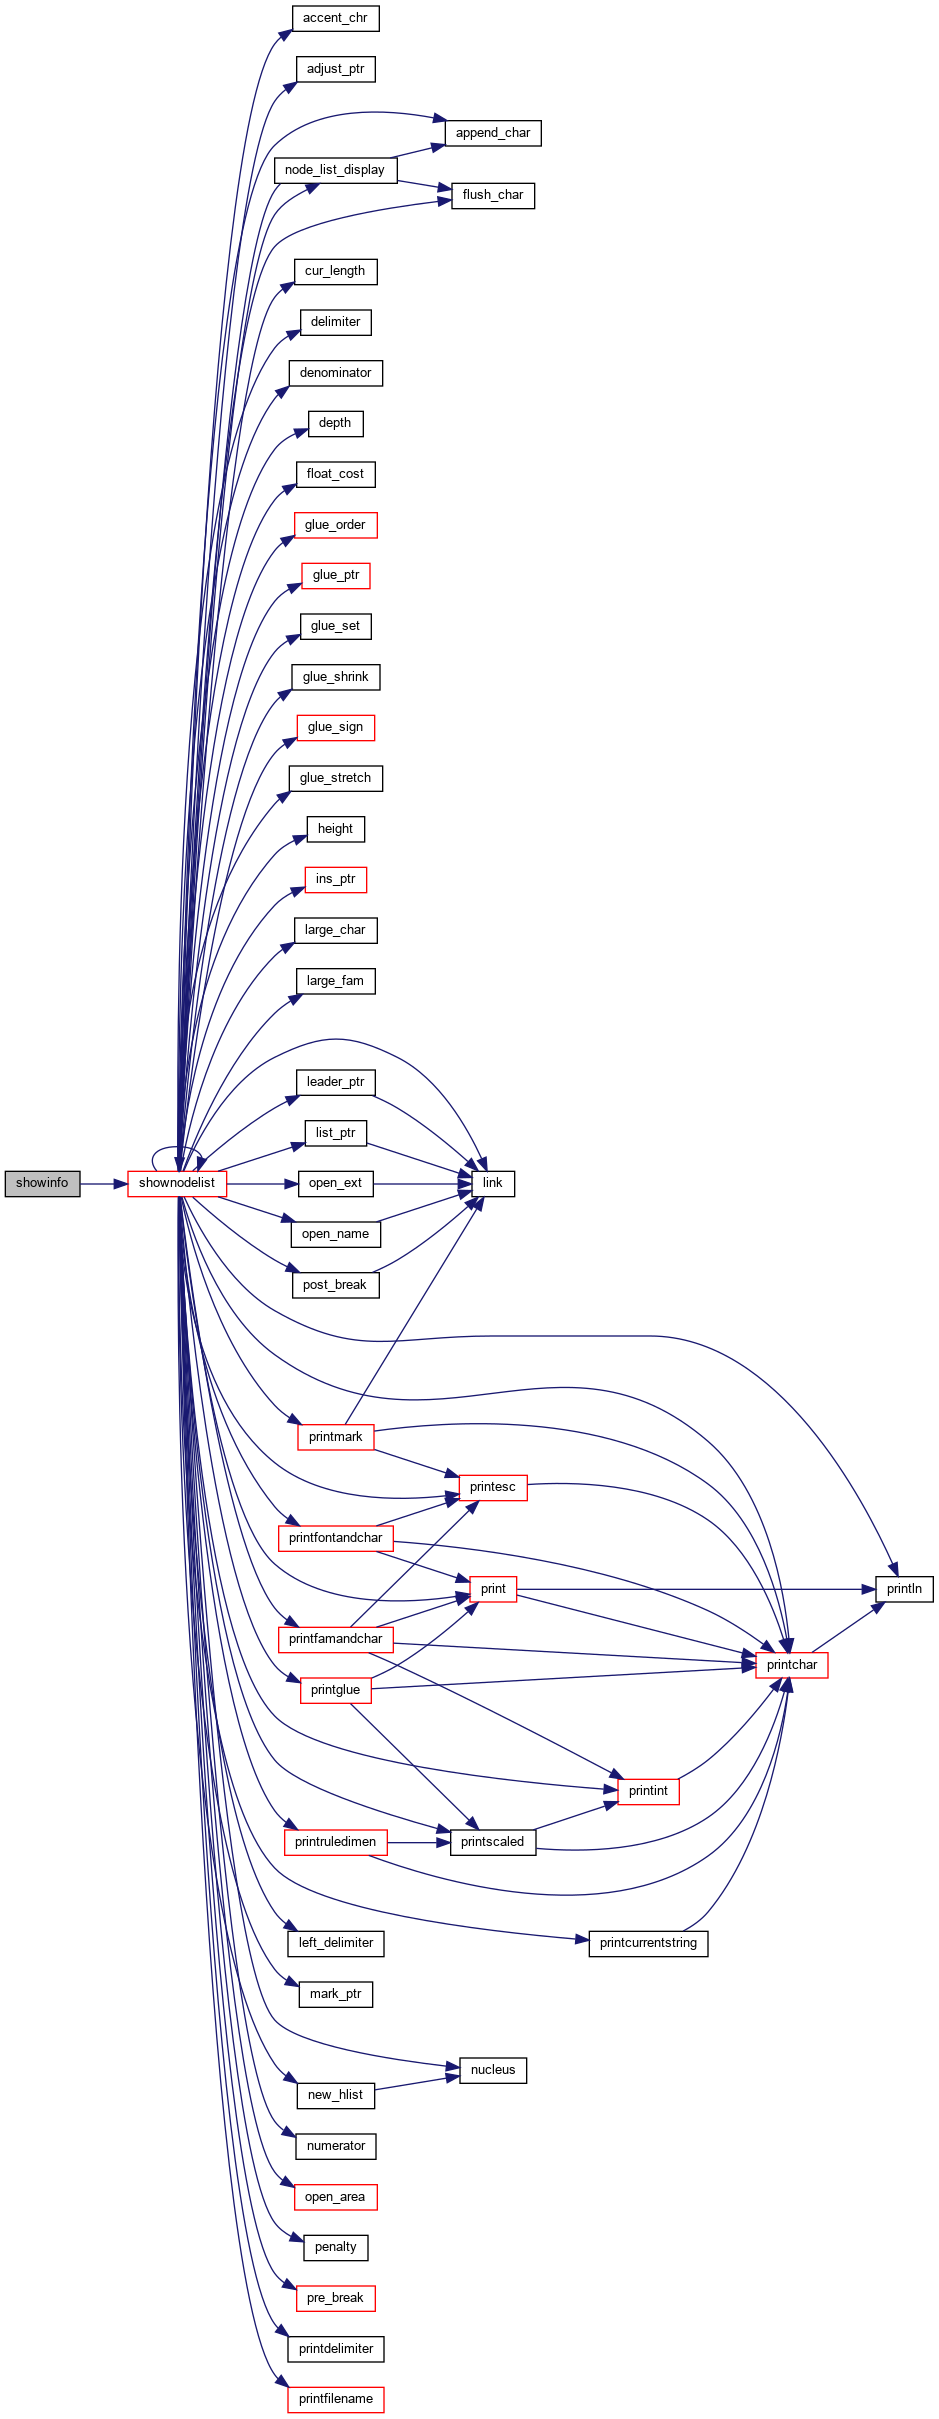 accent_chr
adjust_ptr
append_char
node_list_display
flush_char
cur_length
delimiter
denominator
depth
float_cost
glue_order
glue_ptr
glue_set
glue_shrink
glue_sign
glue_stretch
height
ins_ptr
large_char
large_fam
leader_ptr
list_ptr
showinfo
shownodelist
open_ext
link
open_name
post_break
printmark
printesc
printfontandchar
print
println
printfamandchar
printchar
printglue
printint
printruledimen
printscaled
left_delimiter
printcurrentstring
mark_ptr
nucleus
new_hlist
numerator
open_area
penalty
pre_break
printdelimiter
printfilename